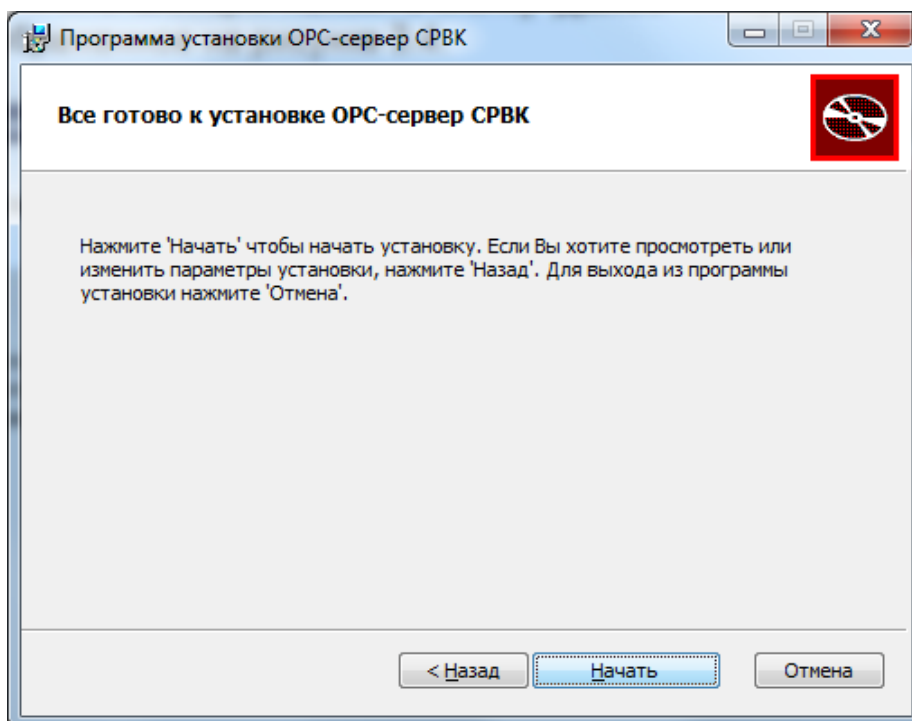 Программа установки OPC-сервер СРВК
Все готово к установке OPC-сервер СРВК
Нажмите 'Начать' чтобы начать установку. Если Вы хотите просмотреть или
изменить параметры установки, нажмите 'Назад'. Для выхода из программы
установки нажмите 'Отмена'.
< Назад
Начать
Отмена